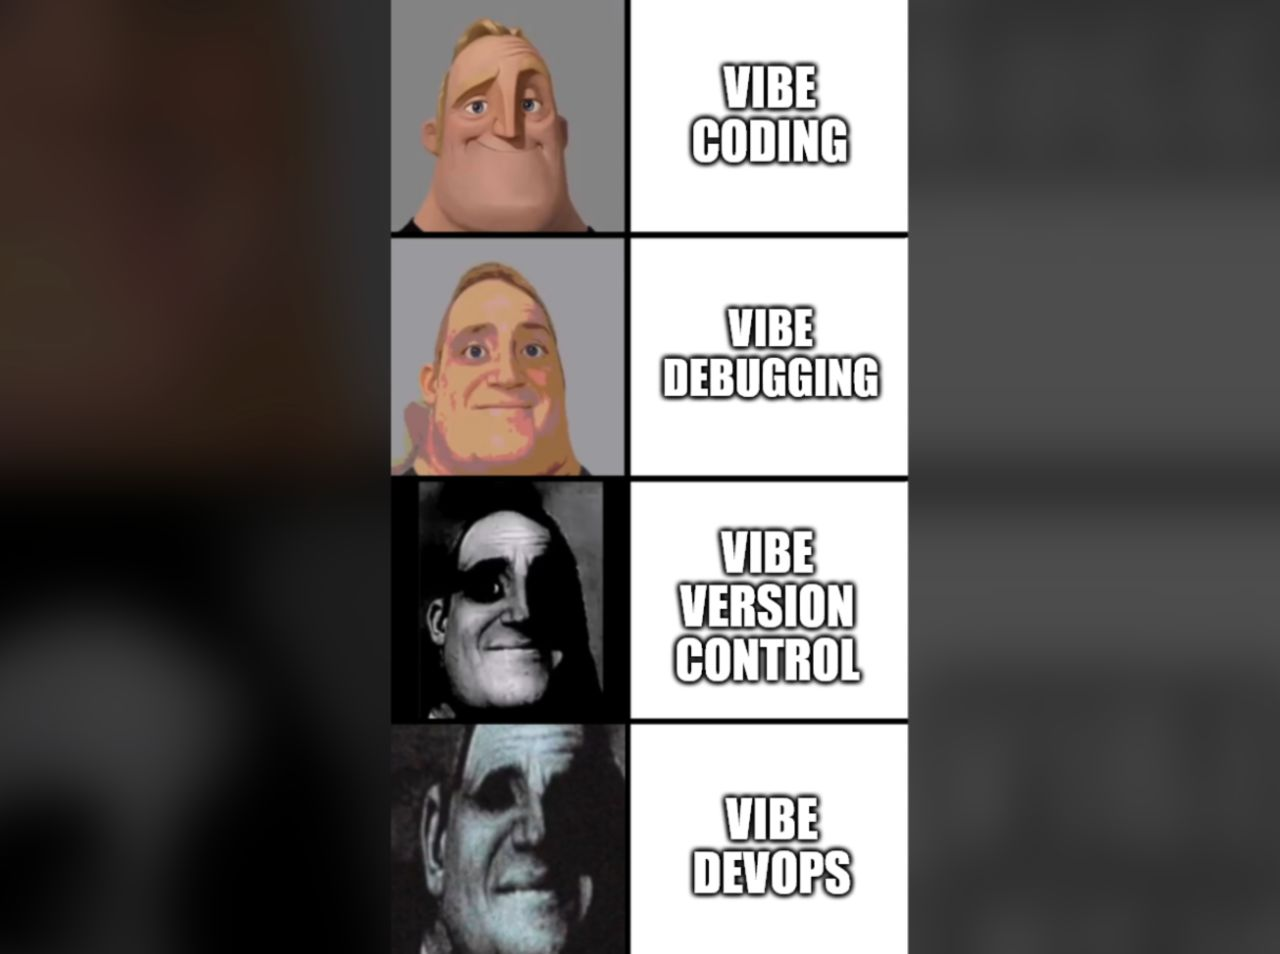 VIBE
CODING
VIBE
DEBUGGING
VIBE
VERSION
CONTROL
VIBE
DEVOPS